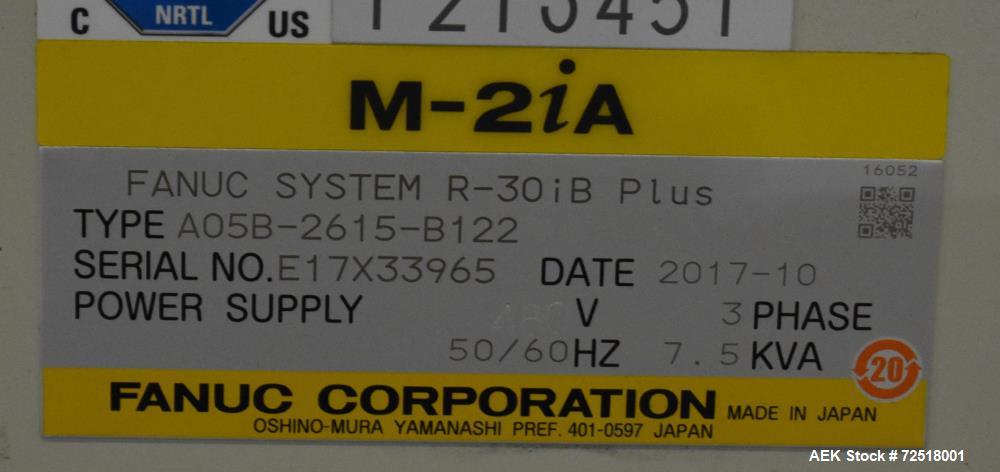 C NRTL US
M-2iA
16052
FANUC SYSTEM R-30iB Plus
TYPE A05B-2615-B122
SERIAL NO. E17X33965 DATE 2017-10
POWER SUPPLY V 3 PHASE
50/60HZ 7.5KVA
20
FANUC CORPORATION MADE IN JAPAN
OSHINO-MURA YAMANASHI PREF. 401-0597 JAPAN
AEK Stock # 72518001